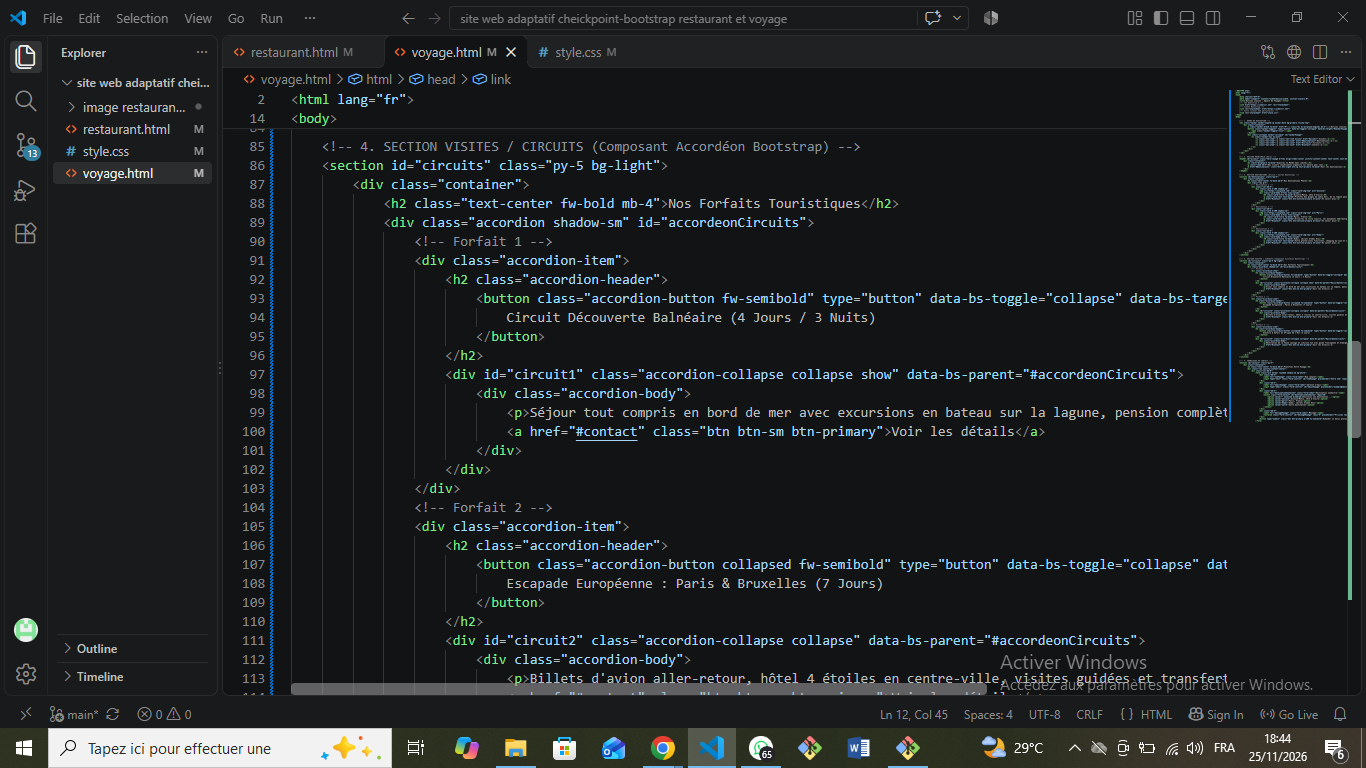 File Edit Selection View Go Run ···
site web adaptatif cheickpoint-bootstrap restaurant et voyage
Explorer ···
restaurant.html M
voyage.html M
# style.css M
voyage.html > html > head > link
Text Editor
site web adaptatif chei...
image restauran...
restaurant.html M
# style.css M
voyage.html M
13
Outline
Timeline
2 <html lang="fr">
14 <body>
85 <!-- 4. SECTION VISITES / CIRCUITS (Composant Accordéon Bootstrap) -->
86 <section id="circuits" class="py-5 bg-light">
87 <div class="container">
88 <h2 class="text-center fw-bold mb-4">Nos Forfaits Touristiques</h2>
89 <div class="accordion shadow-sm" id="accordeonCircuits">
90 <!-- Forfait 1 -->
91 <div class="accordion-item">
92 <h2 class="accordion-header">
93 <button class="accordion-button fw-semibold" type="button" data-bs-toggle="collapse" data-bs-targe
94 Circuit Découverte Balnéaire (4 Jours / 3 Nuits)
95 </button>
96 </h2>
97 <div id="circuit1" class="accordion-collapse collapse show" data-bs-parent="#accordeonCircuits">
98 <div class="accordion-body">
99 <p>Séjour tout compris en bord de mer avec excursions en bateau sur la lagune, pension complèt
100 <a href="#contact" class="btn btn-sm btn-primary">Voir les détails</a>
101 </div>
102 </div>
103 </div>
104 <!-- Forfait 2 -->
105 <div class="accordion-item">
106 <h2 class="accordion-header">
107 <button class="accordion-button collapsed fw-semibold" type="button" data-bs-toggle="collapse" dat
108 Escapade Européenne : Paris & Bruxelles (7 Jours)
109 </button>
110 </h2>
111 <div id="circuit2" class="accordion-collapse collapse" data-bs-parent="#accordeonCircuits">
112 <div class="accordion-body">
113 <p>Billets d'avion aller-retour, hôtel 4 étoiles en centre-ville, visites guidées et transfert
Activer Windows
Accédez aux paramètres pour activer Windows.
main* 0 0
Ln 12, Col 45 Spaces: 4 UTF-8 CRLF {} HTML Sign In Go Live
Tapez ici pour effectuer une
65
29°C
FRA
18:44
25/11/2026
6